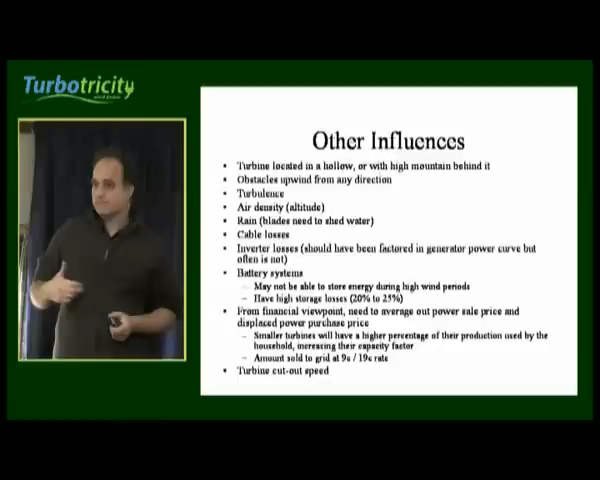 Turbotricity
Other Influences
• Turbine located in a hollow, or with high mountain behind it
• Obstacles upwind from any direction
• Turbulence
• Air density (altitude)
• Rain (blades need to shed water)
• Cable losses
• Inverter losses (should have been factored in generator power curve but
often is not)
• Battery systems
– May not be able to store energy during high wind periods
– Have high storage losses (20% to 25%)
• From financial viewpoint, need to average out power sale price and
displaced power purchase price
– Smaller turbines will have a higher percentage of their production used by the
household, increasing their capacity factor
– Amount sold to grid at 9c / 19c rate
• Turbine cut-out speed